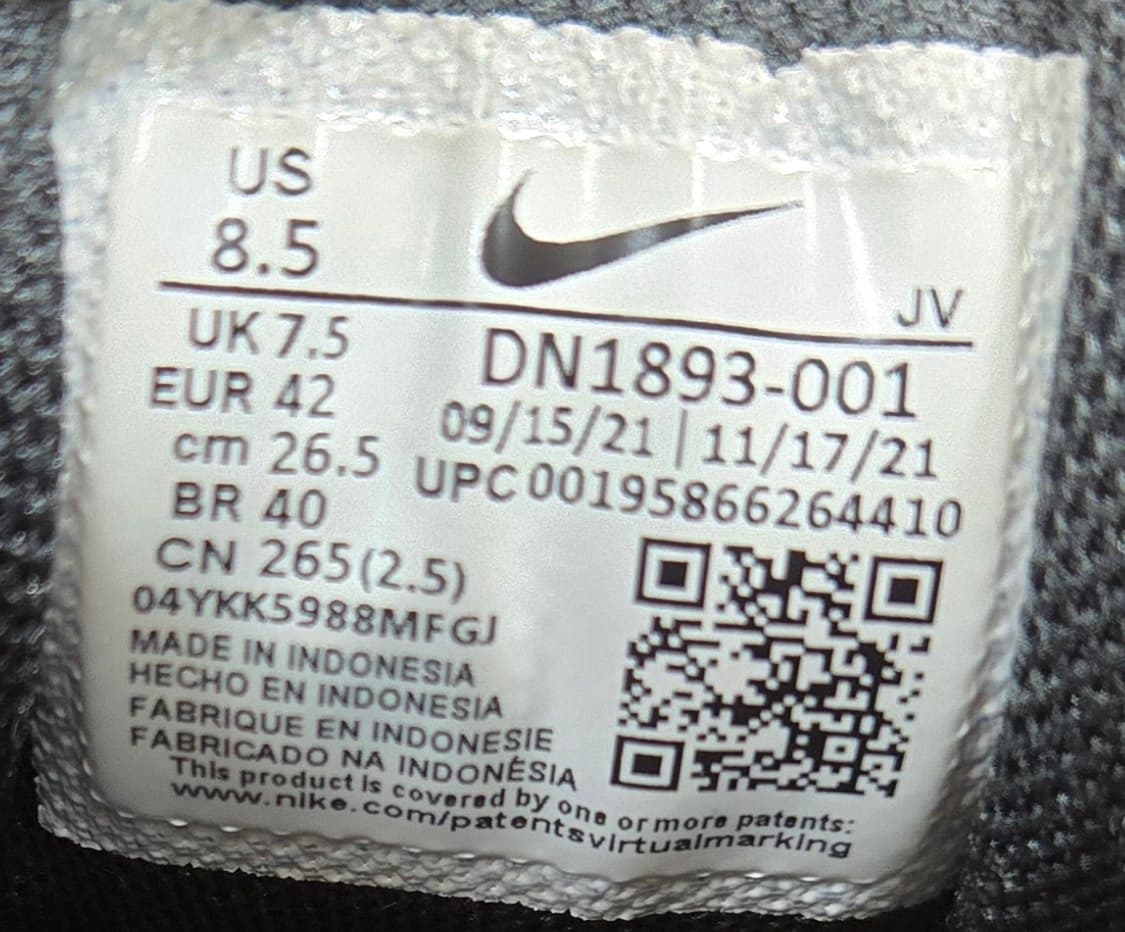 US
8.5
JV
UK 7.5
EUR 42
cm 26.5
BR 40
CN 265(2.5)
DN1893-001
09/15/21 | 11/17/21
UPC00195866264410
04YKK5988MFGJ
MADE IN INDONESIA
HECHO EN INDONESIA
FABRIQUE EN INDONESIE
FABRICADO NA INDONÉSIA
This product is covered by one or more patents:
www.nike.com/patentsvirtualmarking